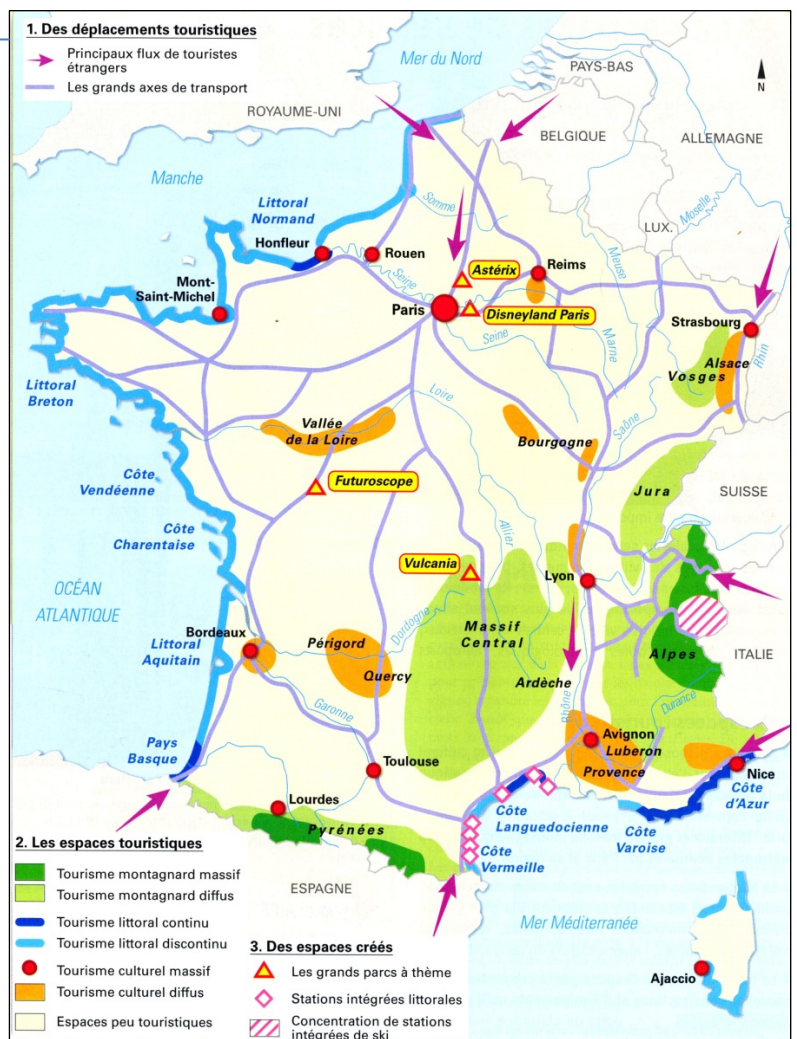 1. Des déplacements touristiques
Principaux flux de touristes
étrangers
Les grands axes de transport
Mer du Nord
PAYS-BAS
N
ROYAUME-UNI
BELGIQUE
ALLEMAGNE
Manche
Littoral
Normand
Somme
Moselle
LUX.
Honfleur
Rouen
Meuse
Mont-
Saint-Michel
Seine
Astérix
Reims
Paris
Disneyland Paris
Strasbourg
Seine
Marne
Alsace
Vosges
Rhin
Littoral
Breton
Loire
Vallée
de la Loire
Bourgogne
Saône
Côte
Vendéenne
Futuroscope
Jura
SUISSE
Côte
Charentaise
Allier
Vulcania
Lyon
OCÉAN
ATLANTIQUE
Dordogne
Massif
Central
Bordeaux
Périgord
Littoral
Aquitain
Quercy
Alpes
ITALIE
Ardèche
Garonne
Rhône
Durance
Avignon
Luberon
Pays
Basque
Toulouse
Provence
Nice
Côte
d'Azur
Lourdes
Côte
Languedocienne
Côte
Varoise
Pyrénées
Côte
Vermeille
ESPAGNE
Mer Méditerranée
Ajaccio
2. Les espaces touristiques
Tourisme montagnard massif
Tourisme montagnard diffus
Tourisme littoral continu
Tourisme littoral discontinu
Tourisme culturel massif
Tourisme culturel diffus
Espaces peu touristiques
3. Des espaces créés
Les grands parcs à thème
Stations intégrées littorales
Concentration de stations
intégrées de ski